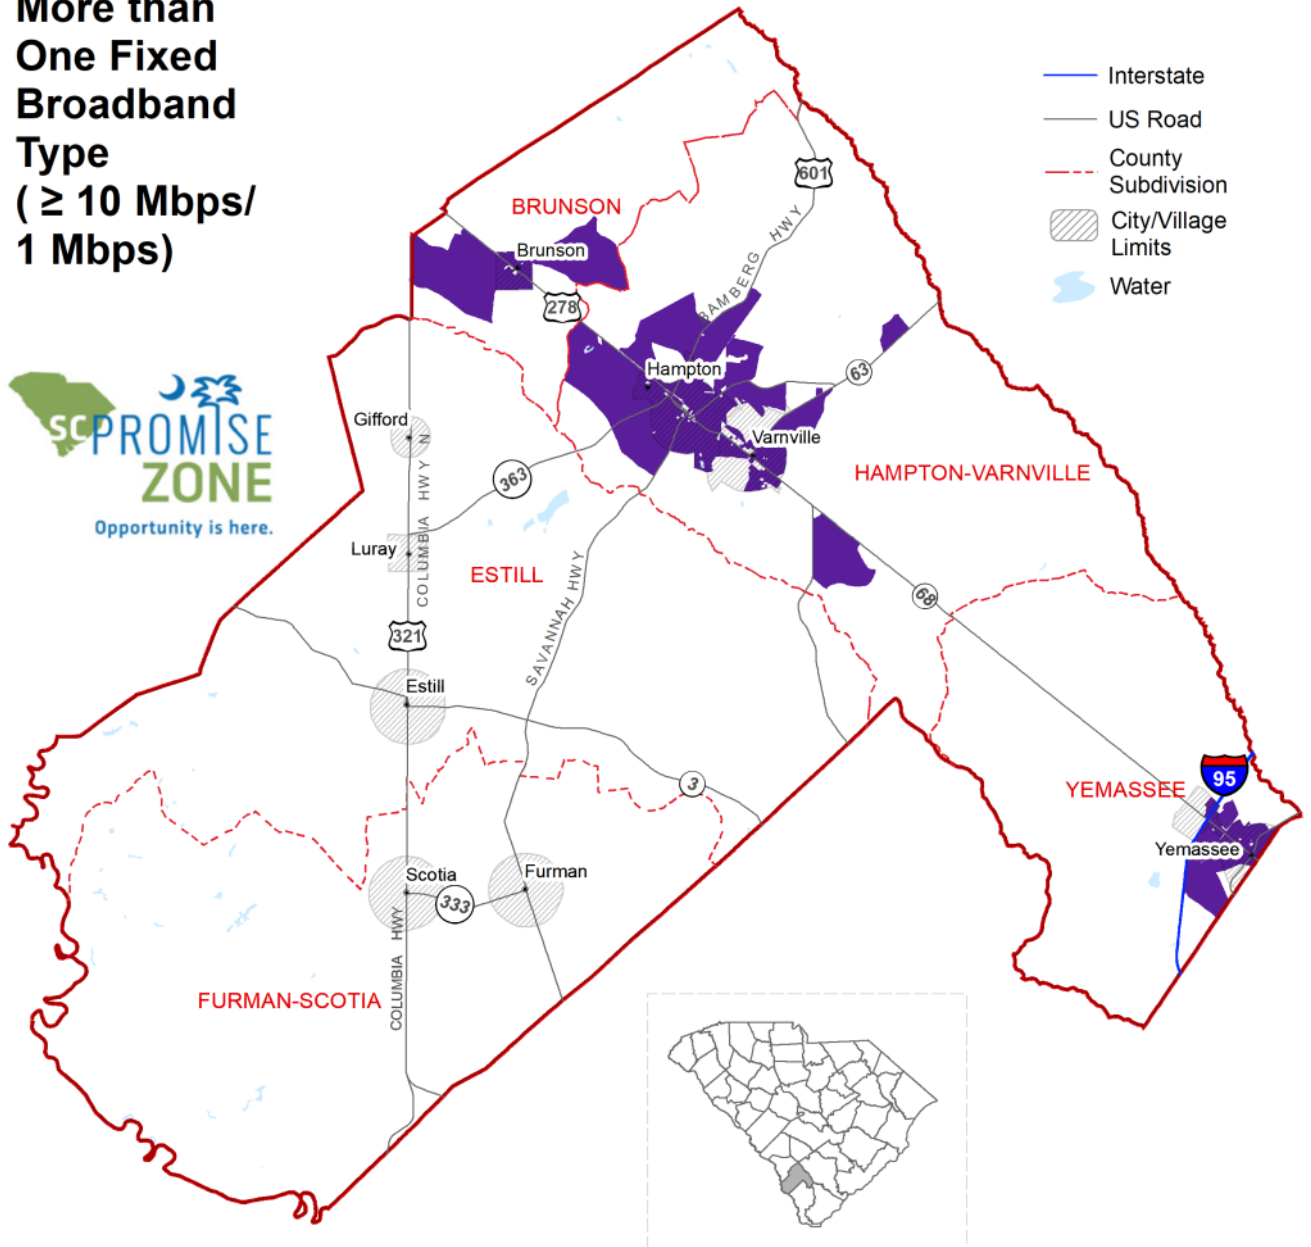 More than
One Fixed
Broadband
Type
( ≥ 10 Mbps/
1 Mbps)
Interstate
US Road
County
Subdivision
City/Village
Limits
Water
601
BRUNSON
Brunson
BAMBERG HWY
278
Hampton
63
SC PROMISE
ZONE
Opportunity is here.
Gifford
Varnville
363
HAMPTON-VARNVILLE
COLUMBIA HWY N
Luray
ESTILL
SAVANNAH HWY
68
321
Estill
3
95
YEMASSEE
Yemassee
Scotia
Furman
333
COLUMBIA HWY
FURMAN-SCOTIA